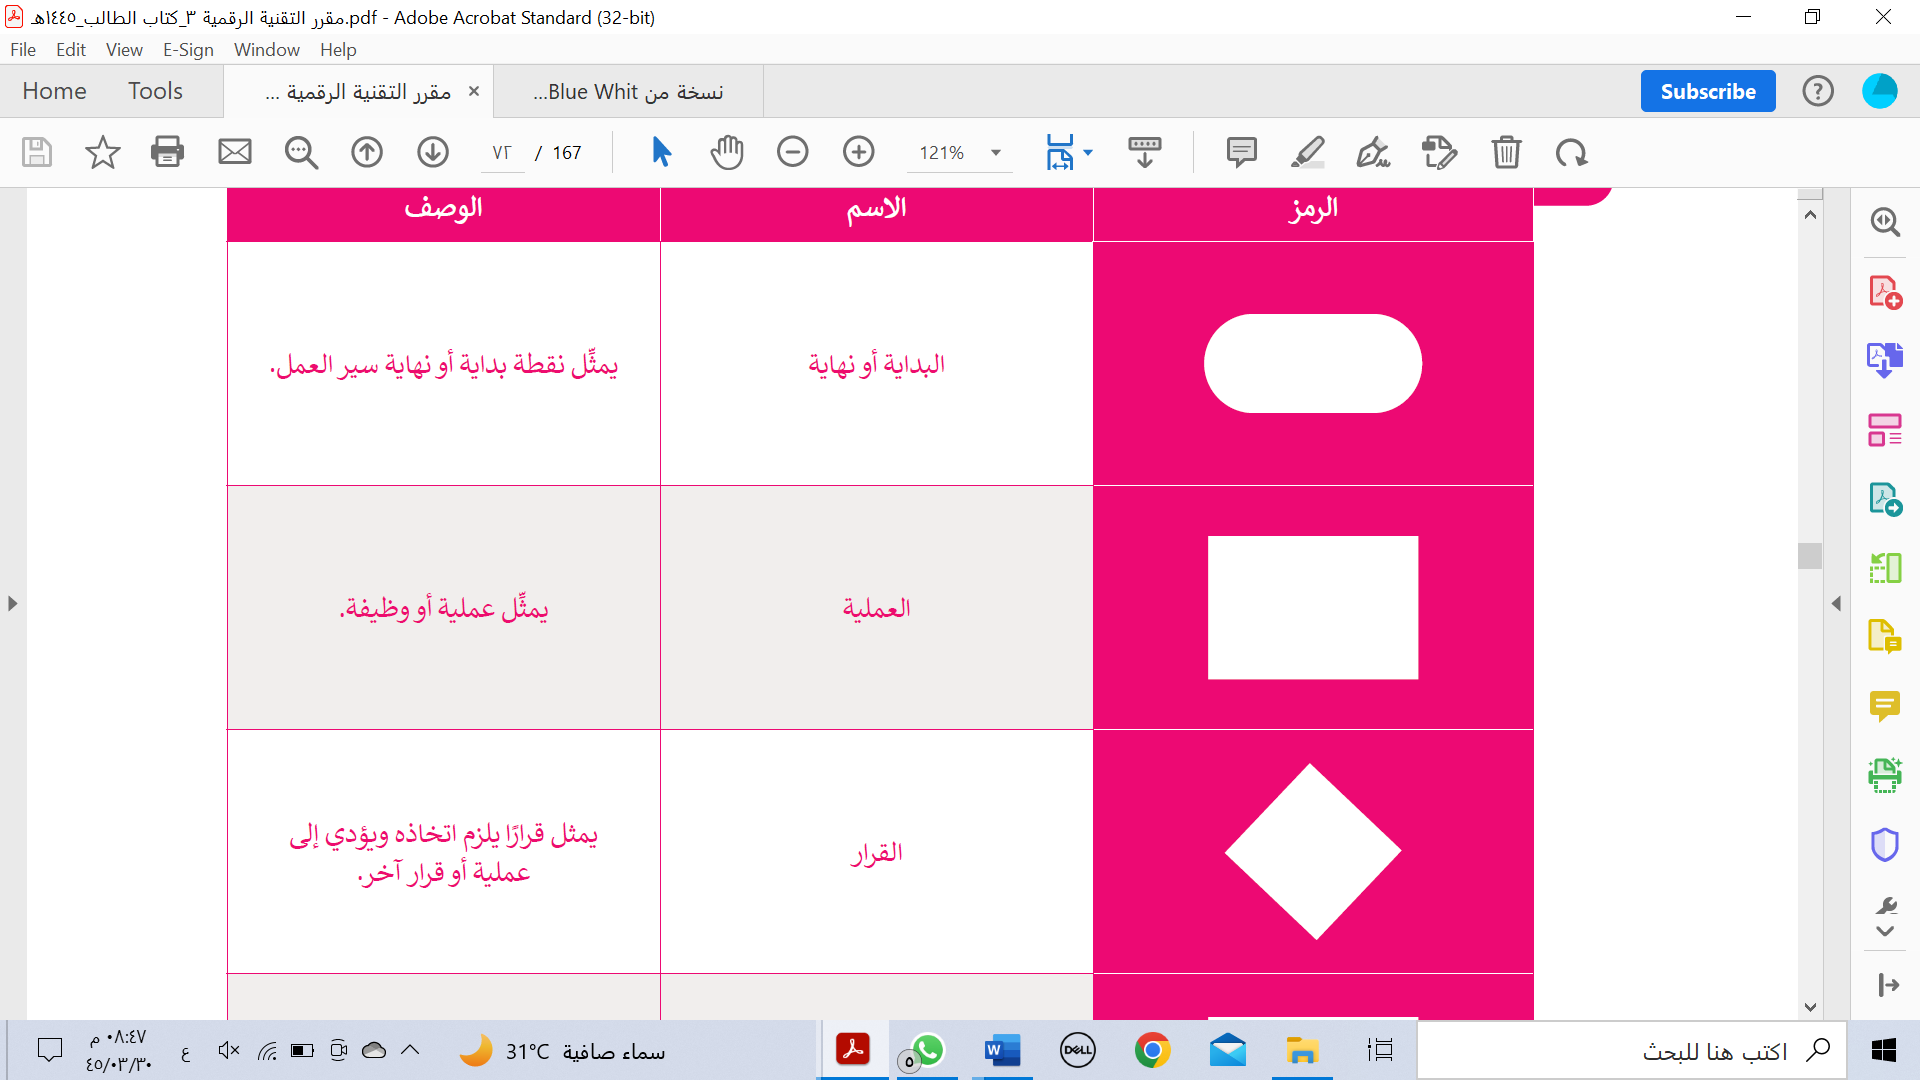 مقرر التقنية الرقمية ٣_كتاب الطالب_١٤٤٥هـ.pdf - Adobe Acrobat Standard (32-bit)
File Edit View E-Sign Window Help
Home Tools مقرر التقنية الرقمية ... × نسخة من Blue Whit... Subscribe
٧٢ / 167 121%
الرمز الاسم الوصف
البداية أو نهاية يمثِّل نقطة بداية أو نهاية سير العمل.
العملية يمثِّل عملية أو وظيفة.
القرار يمثل قرارًا يلزم اتخاذه ويؤدي إلى
عملية أو قرار آخر.
اكتب هنا للبحث
DELL
W
٥
سماء صافية 31°C
ع
٠٨:٤٧ م
٤٥/٠٣/٣٠